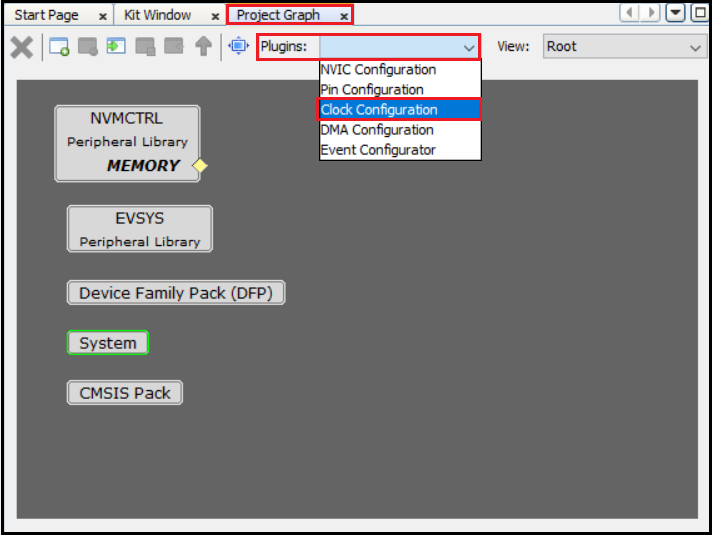 Start Page x Kit Window x Project Graph x
Plugins: View: Root
NVIC Configuration
Pin Configuration
Clock Configuration
DMA Configuration
Event Configurator
NVMCTRL
Peripheral Library
MEMORY
EVSYS
Peripheral Library
Device Family Pack (DFP)
System
CMSIS Pack